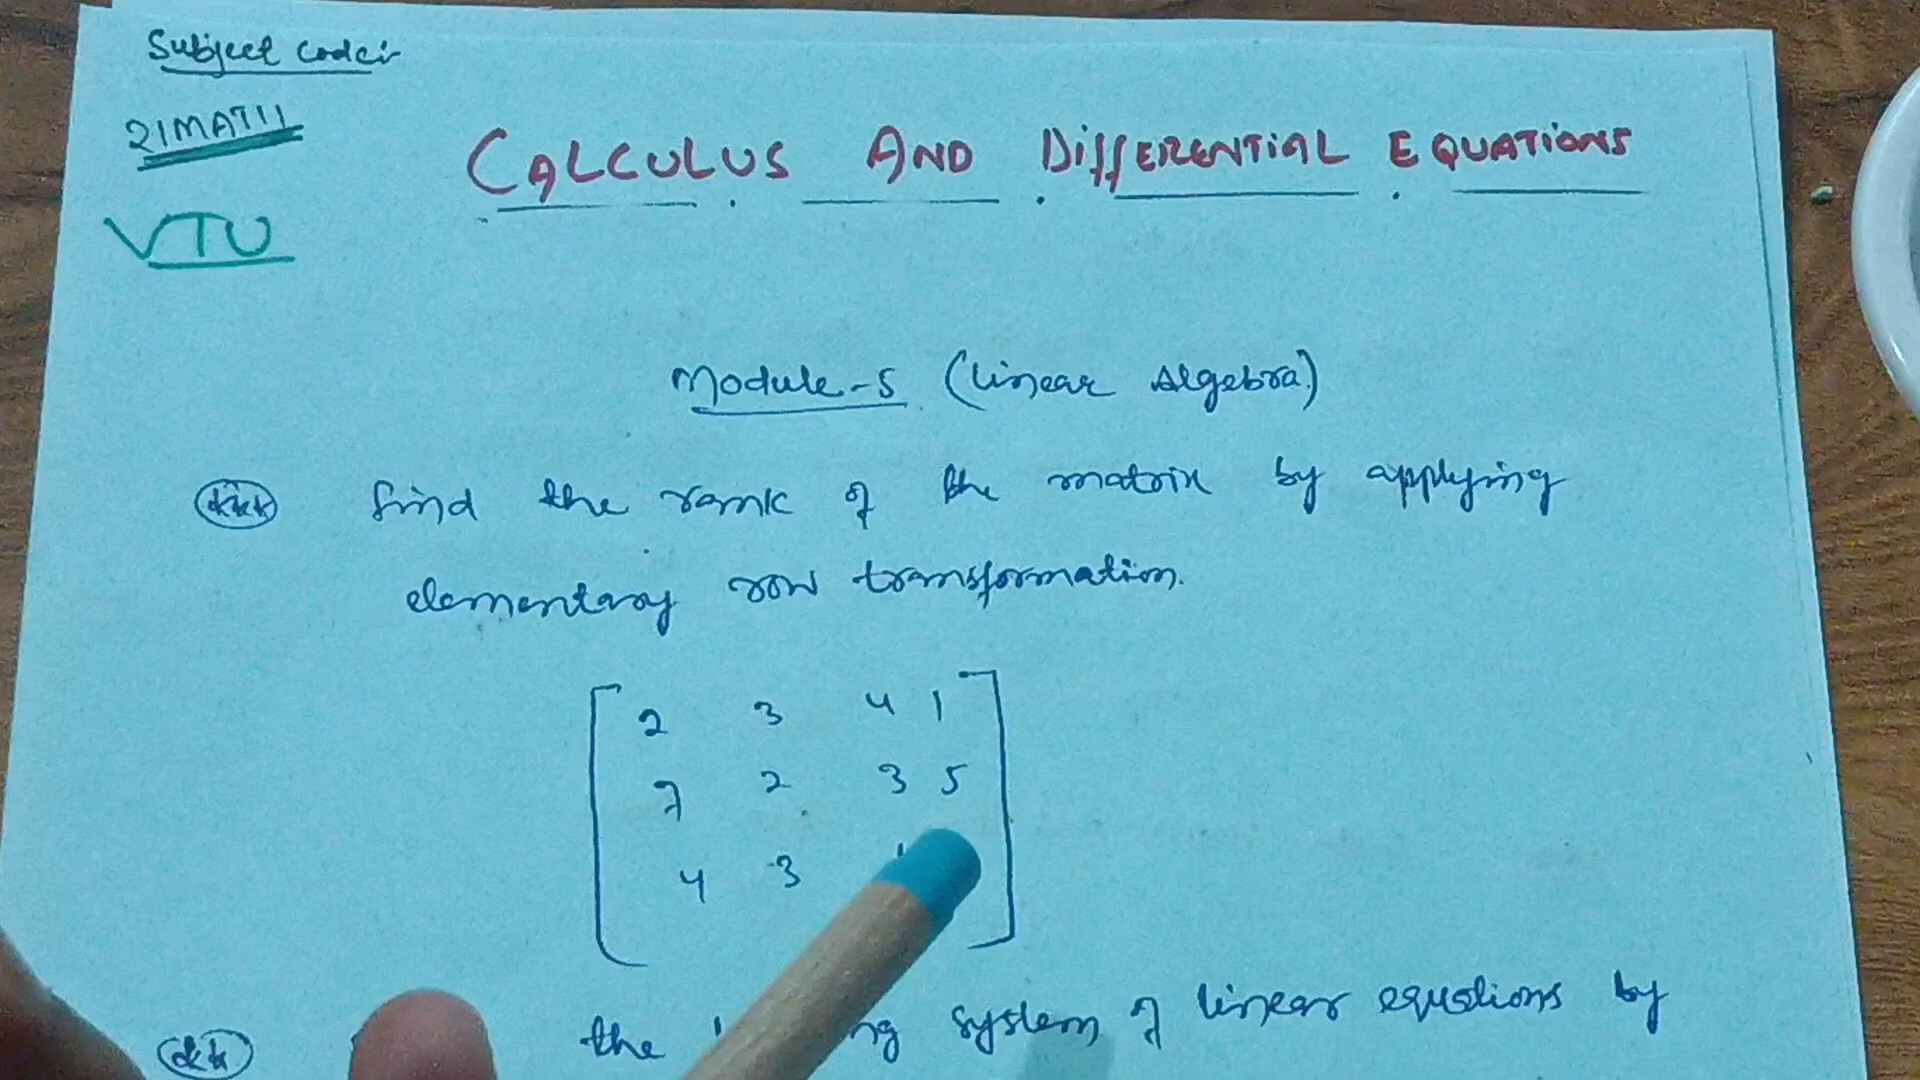 Subject code:-
21MAT11
VTU
CALCULUS AND DIFFERENTIAL EQUATIONS
Module-5 (Linear Algebra)
*** find the rank of the matrix by applying
elementary row transformation.
2 3 4 1
7 2 3 5
4 3
** the system of linear equations by